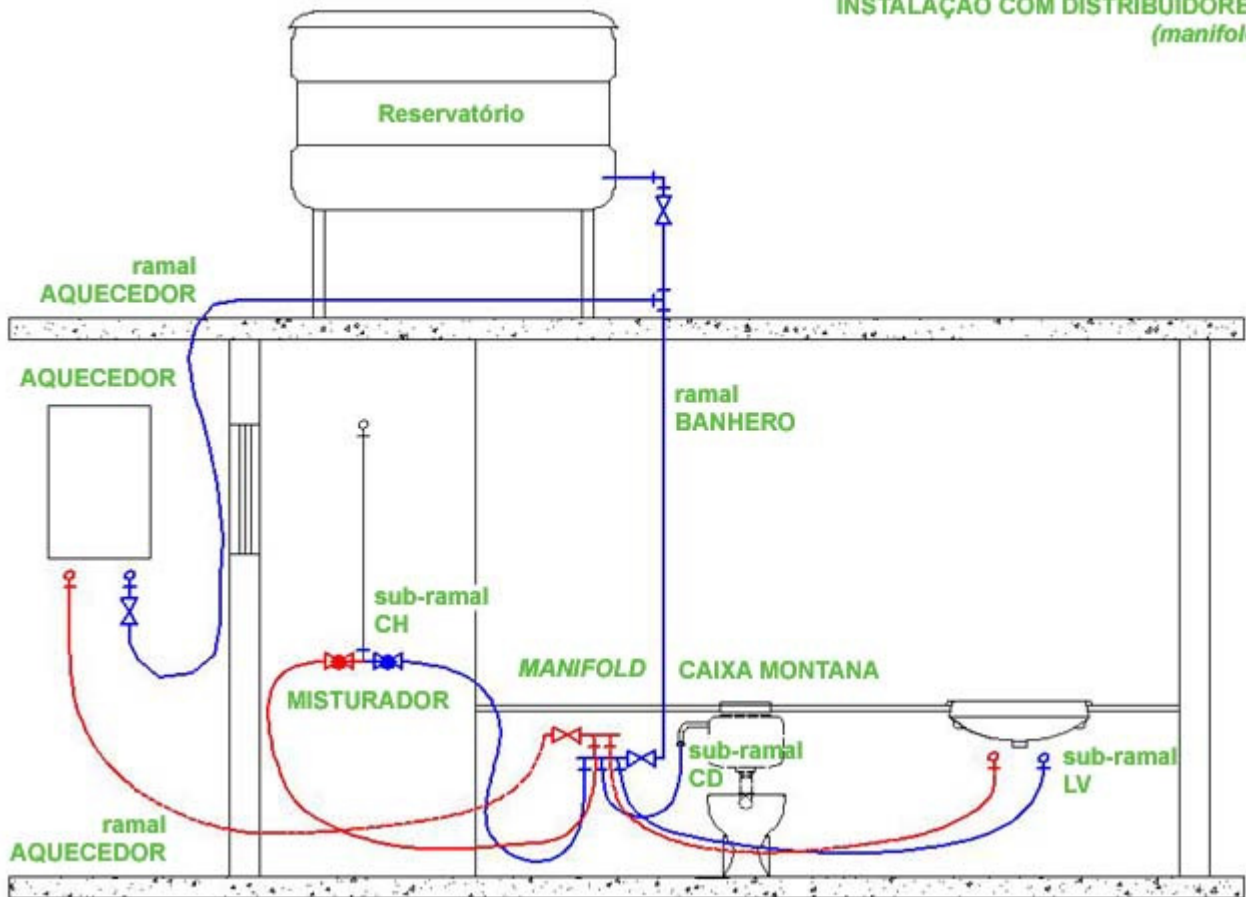 INSTALAÇÃO COM DISTRIBUIDORE
(manifol
Reservatório
ramal
AQUECEDOR
AQUECEDOR
ramal
BANHERO
sub-ramal
CH
MISTURADOR
MANIFOLD
CAIXA MONTANA
sub-ramal
CD
sub-ramal
LV
ramal
AQUECEDOR